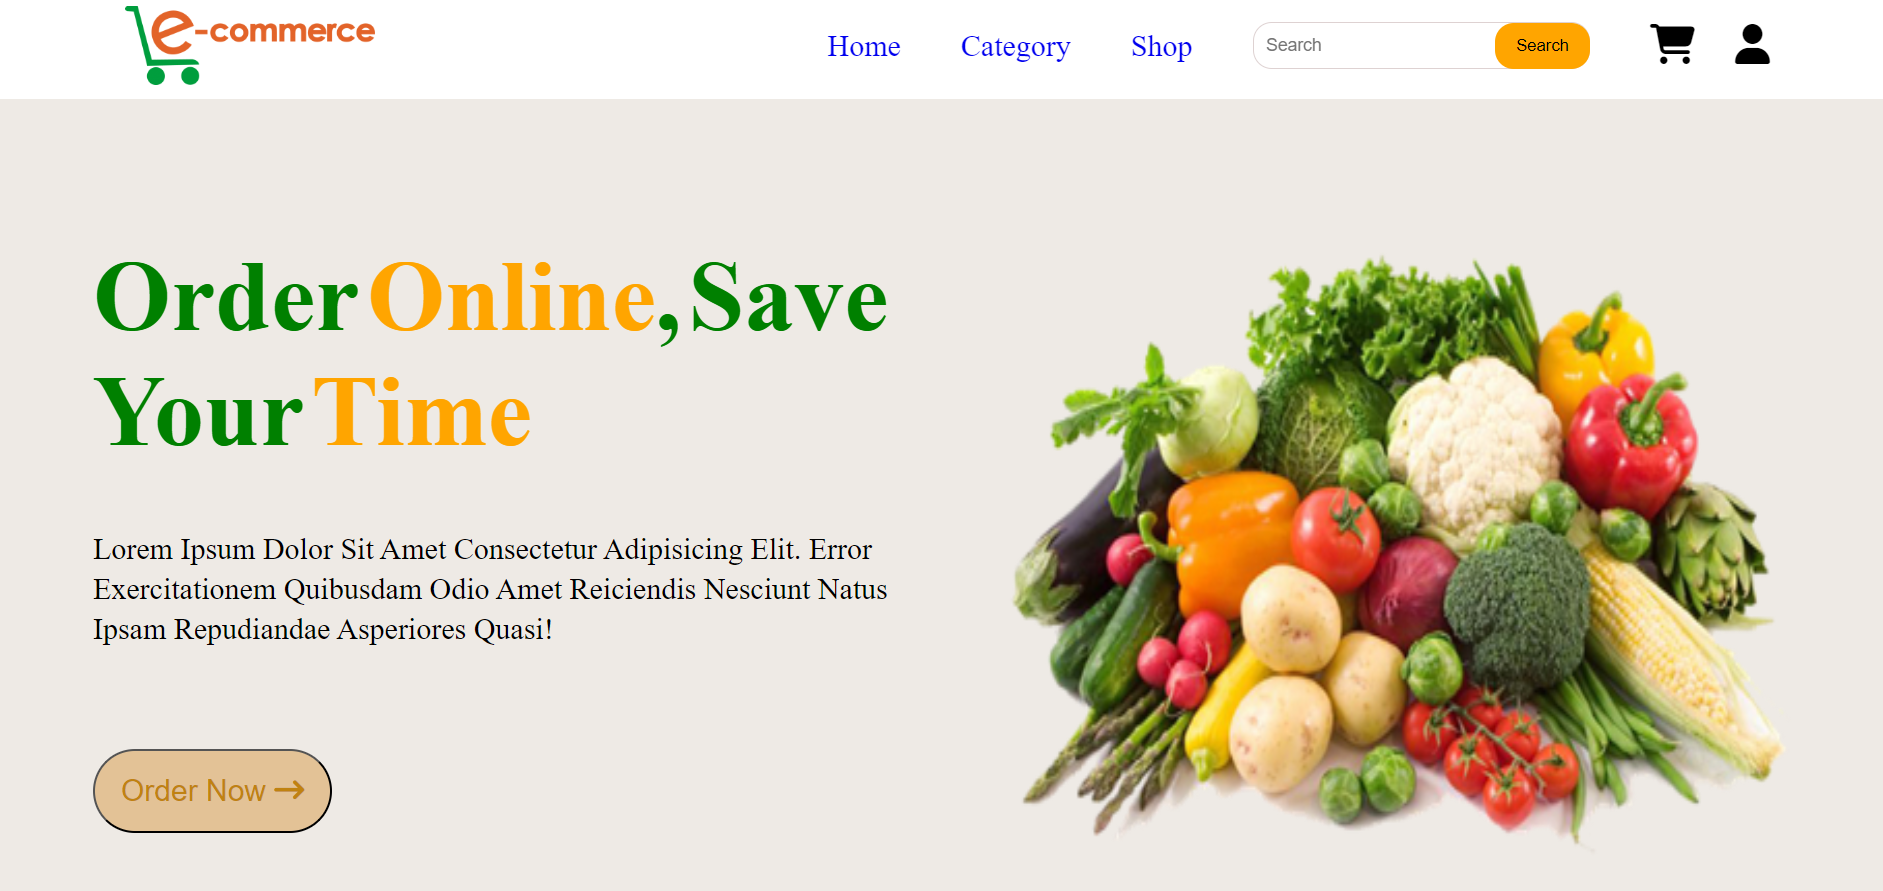 e-commerce
Home Category Shop Search Search
Order Online, Save
Your Time
Lorem Ipsum Dolor Sit Amet Consectetur Adipisicing Elit. Error
Exercitationem Quibusdam Odio Amet Reiciendis Nesciunt Natus
Ipsam Repudiandae Asperiores Quasi!
Order Now →